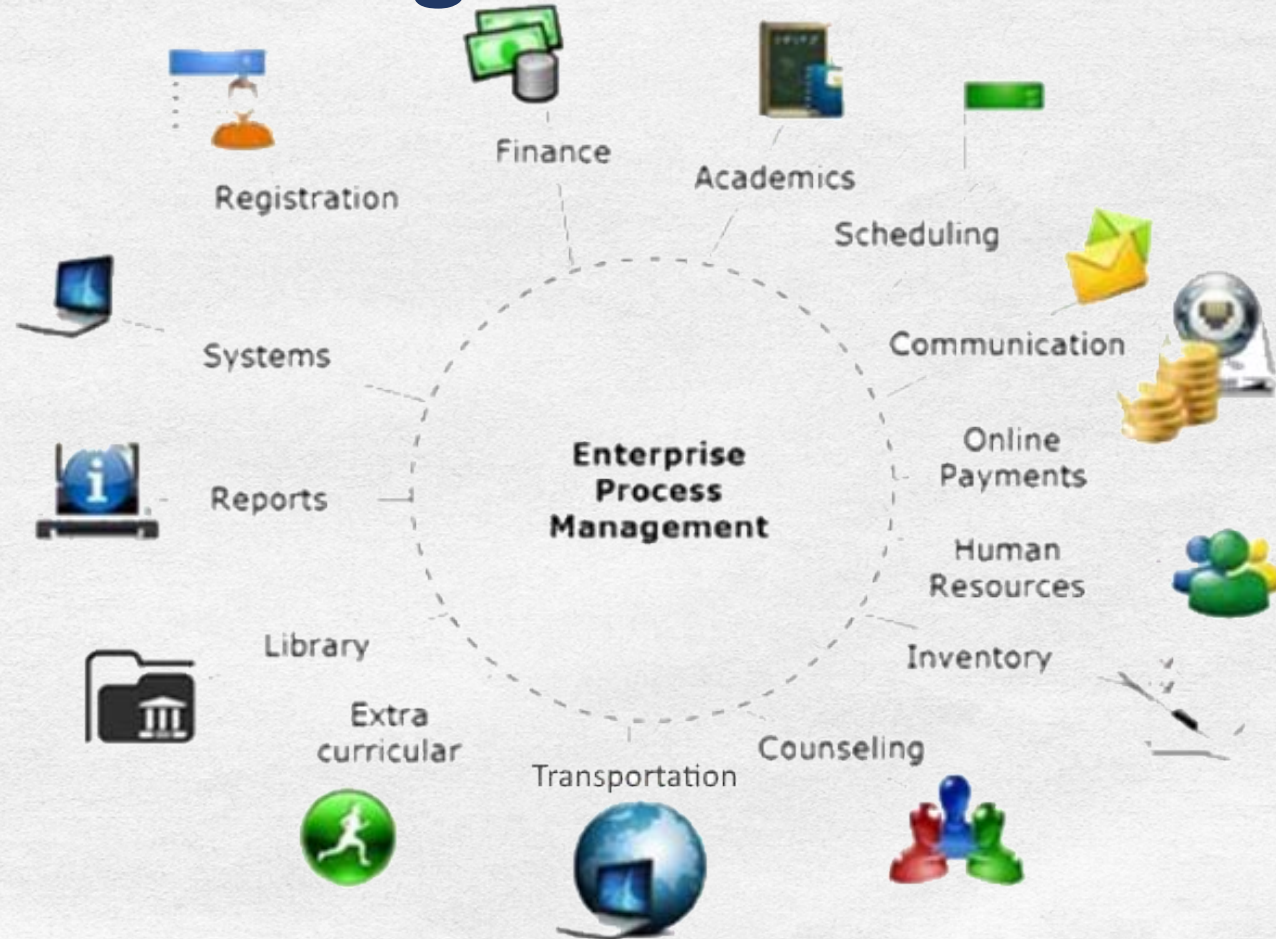 Finance
Academics
Registration
Scheduling
Communication
Systems
Online
Payments
Enterprise
Process
Management
Reports
Human
Resources
Library
Inventory
Extra
curricular
Counseling
Transportation